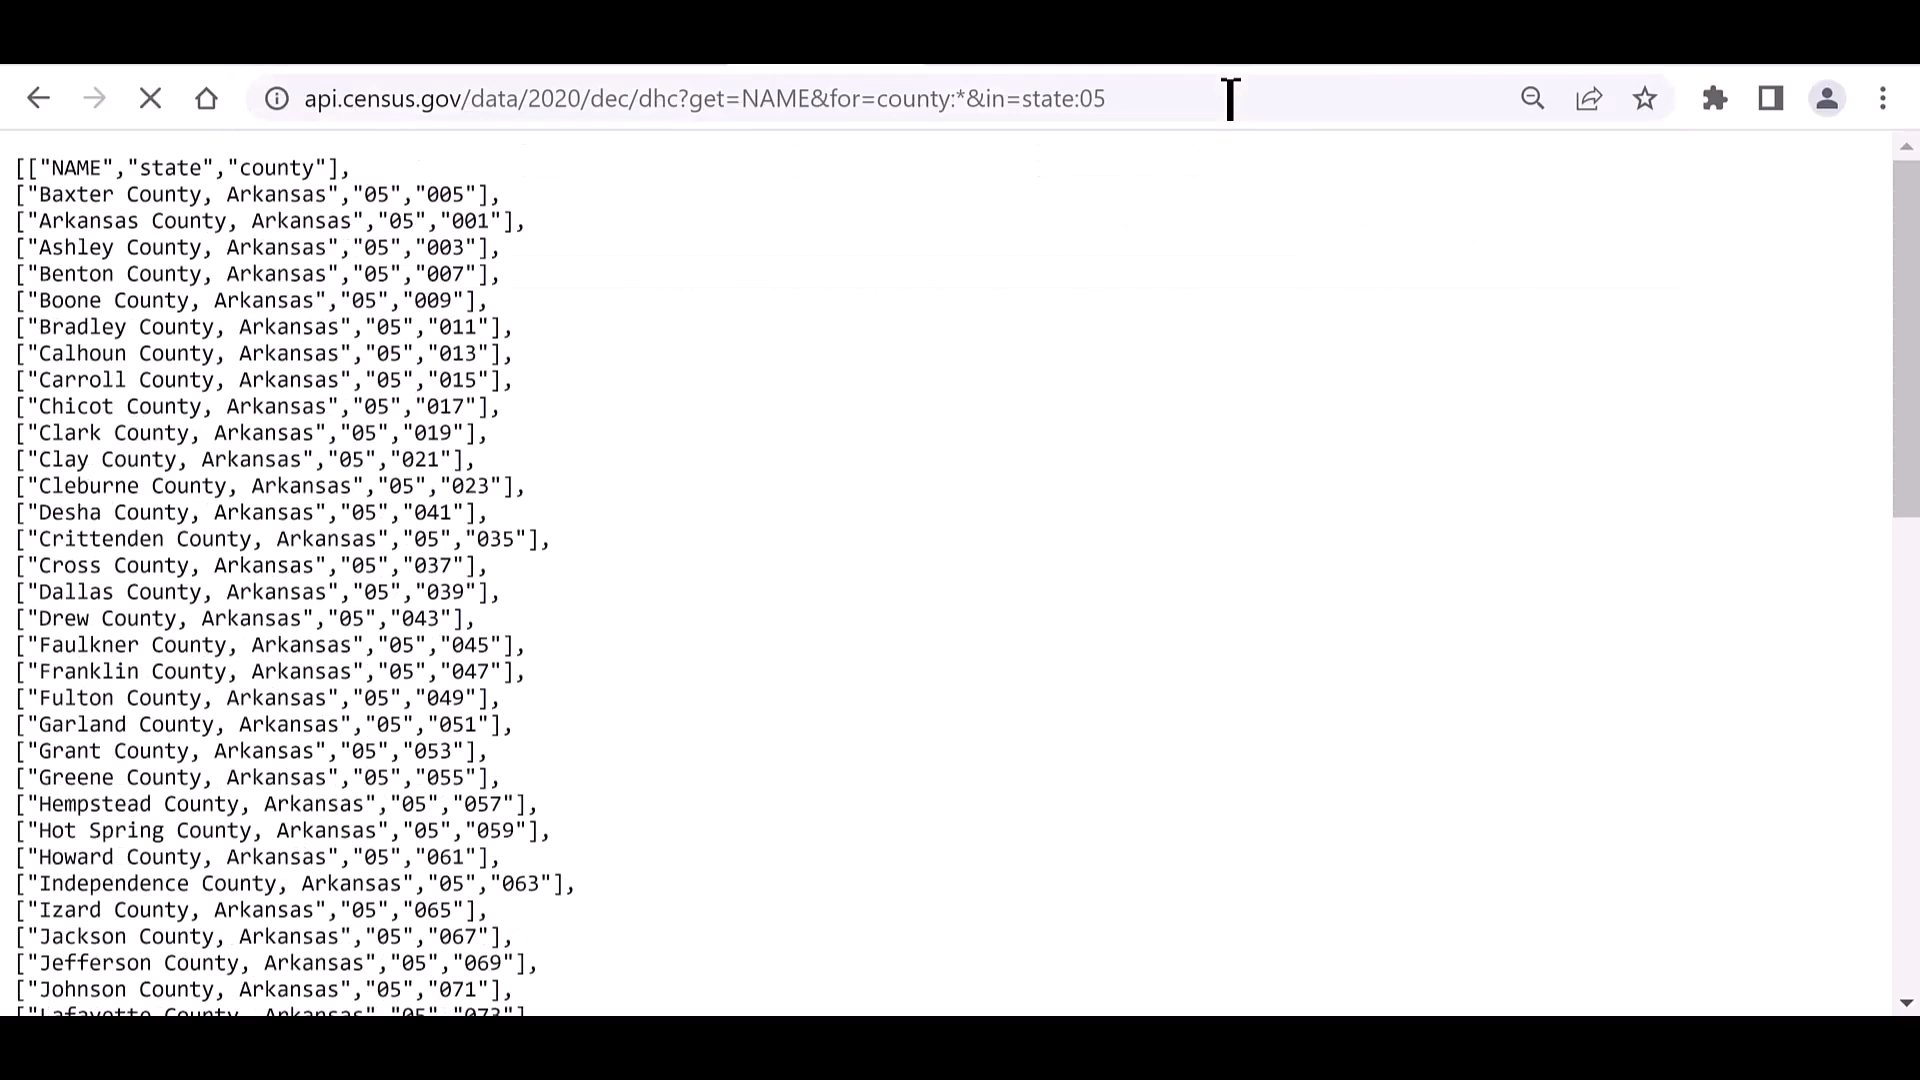 api.census.gov/data/2020/dec/dhc?get=NAME&for=county:*&in=state:05
[["NAME","state","county"],
["Baxter County, Arkansas","05","005"],
["Arkansas County, Arkansas","05","001"],
["Ashley County, Arkansas","05","003"],
["Benton County, Arkansas","05","007"],
["Boone County, Arkansas","05","009"],
["Bradley County, Arkansas","05","011"],
["Calhoun County, Arkansas","05","013"],
["Carroll County, Arkansas","05","015"],
["Chicot County, Arkansas","05","017"],
["Clark County, Arkansas","05","019"],
["Clay County, Arkansas","05","021"],
["Cleburne County, Arkansas","05","023"],
["Desha County, Arkansas","05","041"],
["Crittenden County, Arkansas","05","035"],
["Cross County, Arkansas","05","037"],
["Dallas County, Arkansas","05","039"],
["Drew County, Arkansas","05","043"],
["Faulkner County, Arkansas","05","045"],
["Franklin County, Arkansas","05","047"],
["Fulton County, Arkansas","05","049"],
["Garland County, Arkansas","05","051"],
["Grant County, Arkansas","05","053"],
["Greene County, Arkansas","05","055"],
["Hempstead County, Arkansas","05","057"],
["Hot Spring County, Arkansas","05","059"],
["Howard County, Arkansas","05","061"],
["Independence County, Arkansas","05","063"],
["Izard County, Arkansas","05","065"],
["Jackson County, Arkansas","05","067"],
["Jefferson County, Arkansas","05","069"],
["Johnson County, Arkansas","05","071"],
["Lafayette County, Arkansas","05","073"]